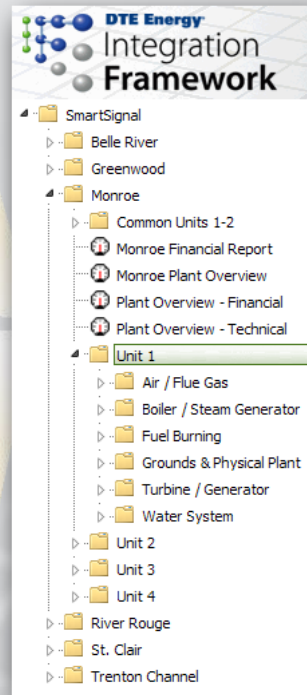 DTE Energy
Integration
Framework
SmartSignal
Belle River
Greenwood
Monroe
Common Units 1-2
Monroe Financial Report
Monroe Plant Overview
Plant Overview - Financial
Plant Overview - Technical
Unit 1
Air / Flue Gas
Boiler / Steam Generator
Fuel Burning
Grounds & Physical Plant
Turbine / Generator
Water System
Unit 2
Unit 3
Unit 4
River Rouge
St. Clair
Trenton Channel